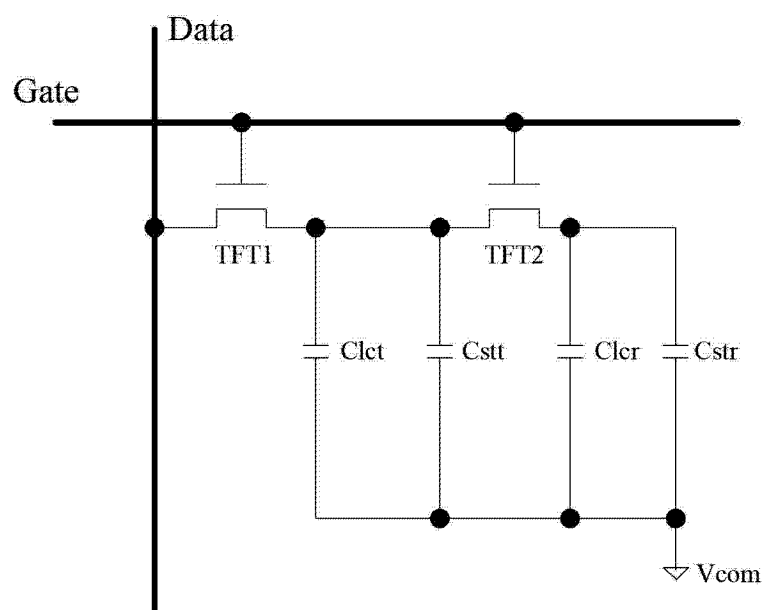 Data
Gate
TFT1
TFT2
Clct
Cstt
Clcr
Cstr
Vcom